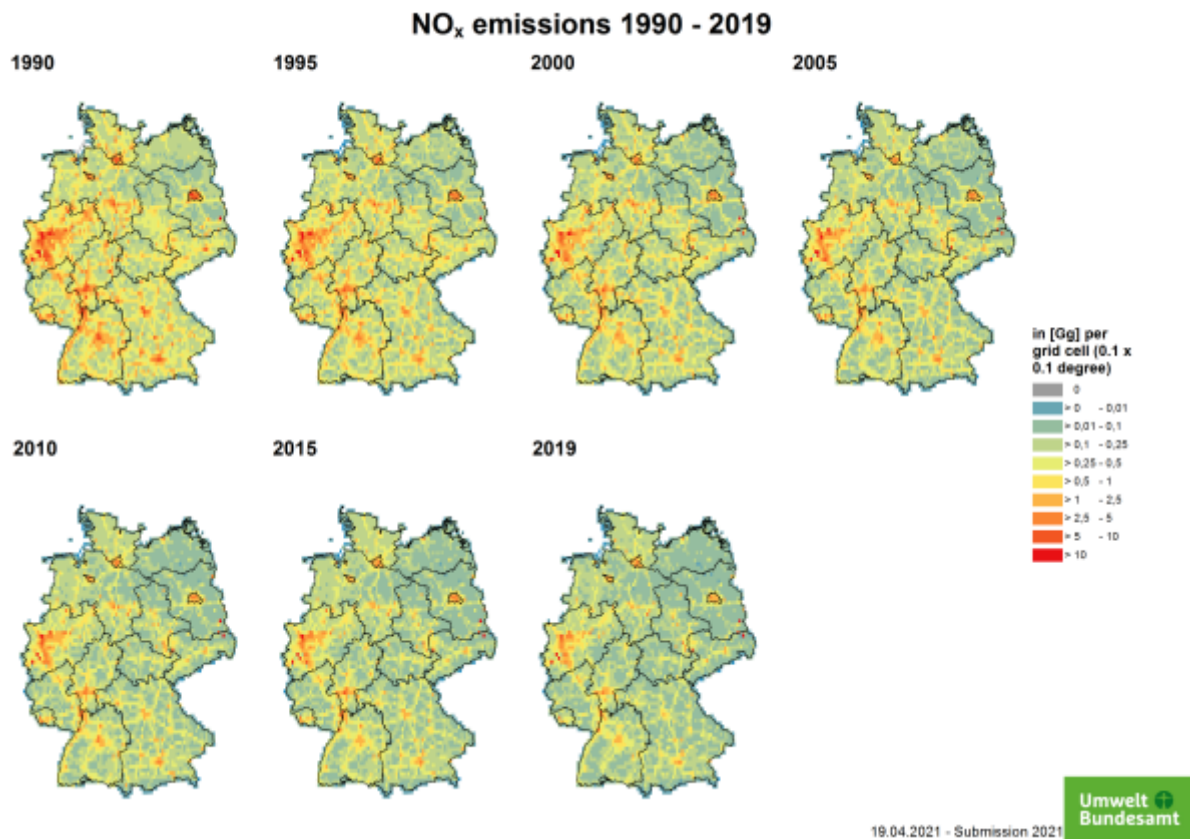 NOx emissions 1990 - 2019
1990
1995
2000
2005
in [Gg] per
grid cell (0.1 x
0.1 degree)
0
> 0 - 0,01
> 0,01 - 0,1
> 0,1 - 0,25
> 0,25 - 0,5
> 0,5 - 1
> 1 - 2,5
> 2,5 - 5
> 5 - 10
> 10
2010
2015
2019
Umwelt
Bundesamt
19.04.2021 - Submission 2021